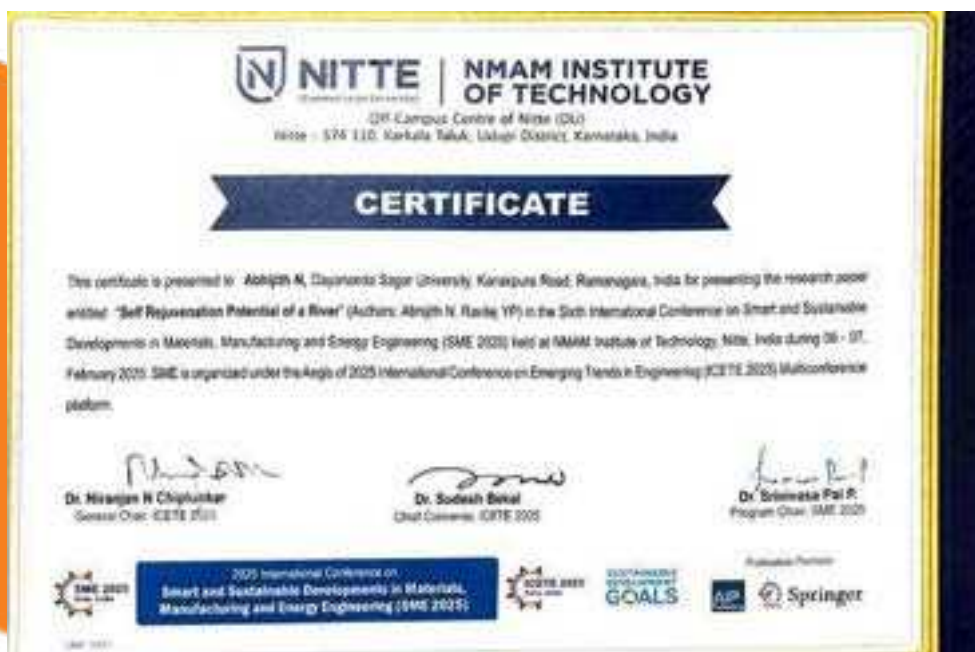 NITTE
NMAM INSTITUTE
OF TECHNOLOGY
Off-Campus Centre of Nitte (DU)
Nitte - 574 110, Karkala Taluk, Udupi District, Karnataka, India
CERTIFICATE
This certificate is presented to Abhijith N, Dayananda Sagar University, Kanakpura Road, Ramanagara, India for presenting the research paper
entitled "Self Rejuvenation Potential of a River" (Authors: Abhijith N, YP) in the Sixth International Conference on Smart and Sustainable
Developments in Materials, Manufacturing and Energy Engineering (SME 2025) held at NMAM Institute of Technology, Nitte, India during 06 - 07,
February 2025. SME is organized under the Aegis of 2025 International Conference on Emerging Trends in Engineering (ICETE 2025) Multiconference
platform.
Dr. Niranjan N Chiplunkar
General Chair, ICETE 2025
Dr. Sudesh Bekal
Chief Convener, ICETE 2025
Dr. Srinivasa Pai P.
Program Chair, SME 2025
SME 2025
2025 International Conference on
Smart and Sustainable Developments in Materials,
Manufacturing and Energy Engineering (SME 2025)
ICETE 2025
SUSTAINABLE
DEVELOPMENT
GOALS
Publication Partners
AIP
Springer